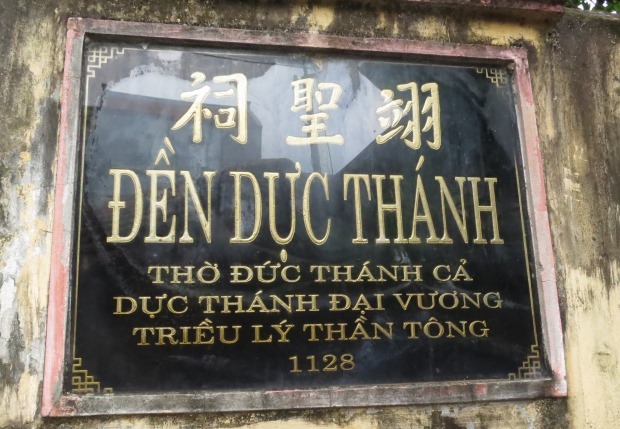 翊聖祠
ĐỀN DỰC THÁNH
THỜ ĐỨC THÁNH CẢ
DỰC THÁNH ĐẠI VƯƠNG
TRIỀU LÝ THẦN TÔNG
1128